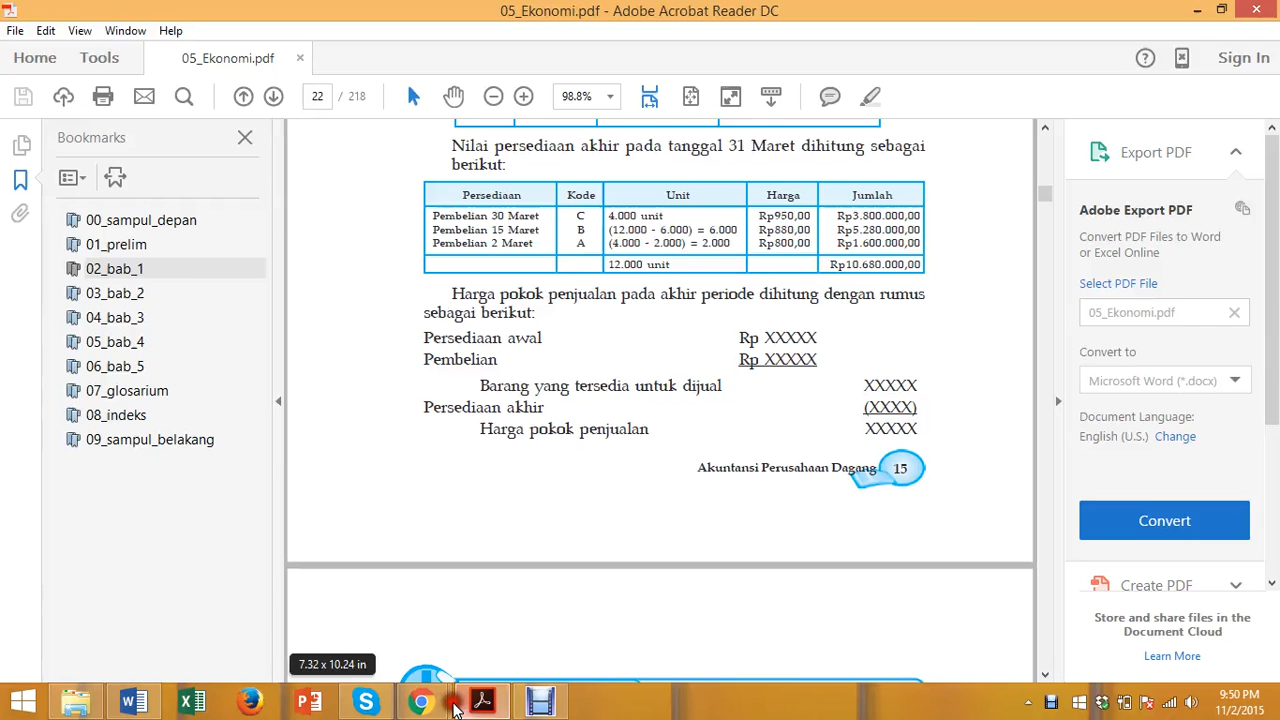 05_Ekonomi.pdf - Adobe Acrobat Reader DC
File Edit View Window Help
Home Tools 05_Ekonomi.pdf × Sign In
22 / 218 98.8%
Bookmarks
00_sampul_depan
01_prelim
02_bab_1
03_bab_2
04_bab_3
05_bab_4
06_bab_5
07_glosarium
08_indeks
09_sampul_belakang
Nilai persediaan akhir pada tanggal 31 Maret dihitung sebagai
berikut:
Persediaan Kode Unit Harga Jumlah
Pembelian 30 Maret C 4.000 unit Rp950,00 Rp3.800.000,00
Pembelian 15 Maret B (12.000 - 6.000) = 6.000 Rp880,00 Rp5.280.000,00
Pembelian 2 Maret A (4.000 - 2.000) = 2.000 Rp800,00 Rp1.600.000,00
12.000 unit Rp10.680.000,00
Harga pokok penjualan pada akhir periode dihitung dengan rumus
sebagai berikut:
Persediaan awal Rp XXXXX
Pembelian Rp XXXXX
Barang yang tersedia untuk dijual XXXXX
Persediaan akhir (XXXX)
Harga pokok penjualan XXXXX
Akuntansi Perusahaan Dagang 15
7.32 x 10.24 in
Export PDF
Adobe Export PDF
Convert PDF Files to Word
or Excel Online
Select PDF File
05_Ekonomi.pdf ×
Convert to
Microsoft Word (*.docx)
Document Language:
English (U.S.) Change
Convert
Create PDF
Store and share files in the
Document Cloud
Learn More
9:50 PM
11/2/2015